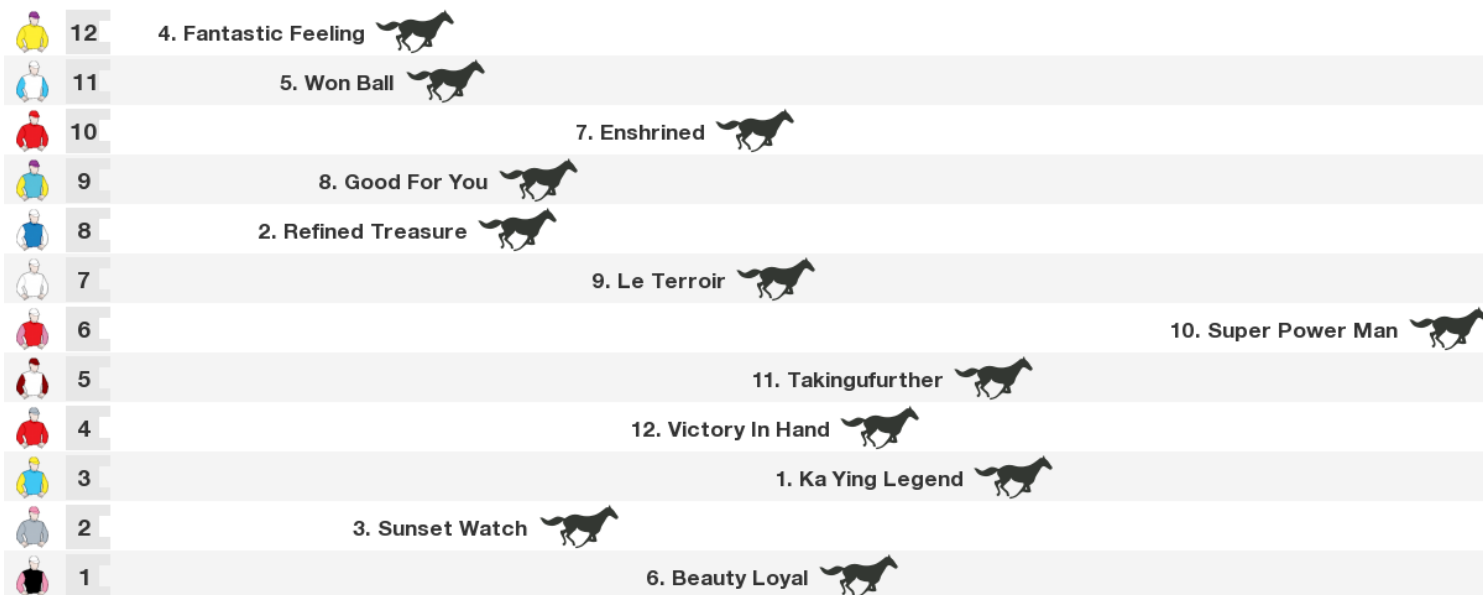 12 4. Fantastic Feeling
11 5. Won Ball
10 7. Enshrined
9 8. Good For You
8 2. Refined Treasure
7 9. Le Terroir
6 10. Super Power Man
5 11. Takingufurther
4 12. Victory In Hand
3 1. Ka Ying Legend
2 3. Sunset Watch
1 6. Beauty Loyal